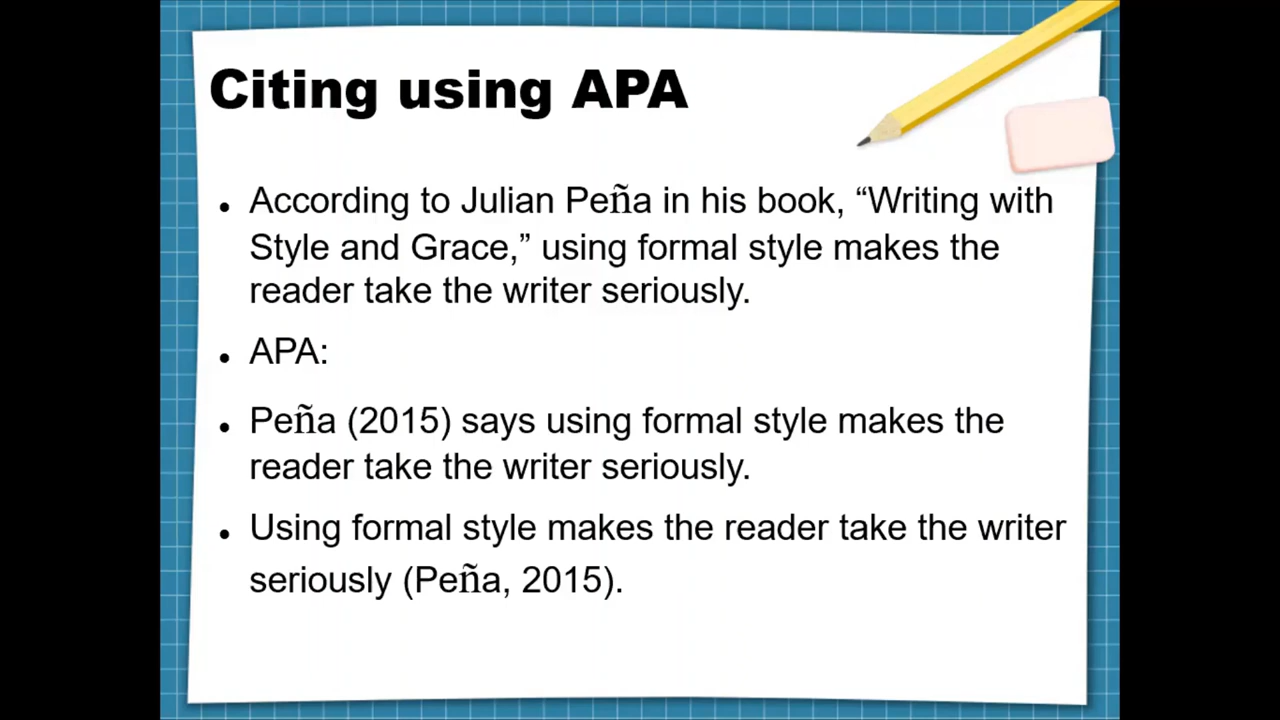 Citing using APA
• According to Julian Peña in his book, “Writing with
Style and Grace,” using formal style makes the
reader take the writer seriously.
• APA:
• Peña (2015) says using formal style makes the
reader take the writer seriously.
• Using formal style makes the reader take the writer
seriously (Peña, 2015).